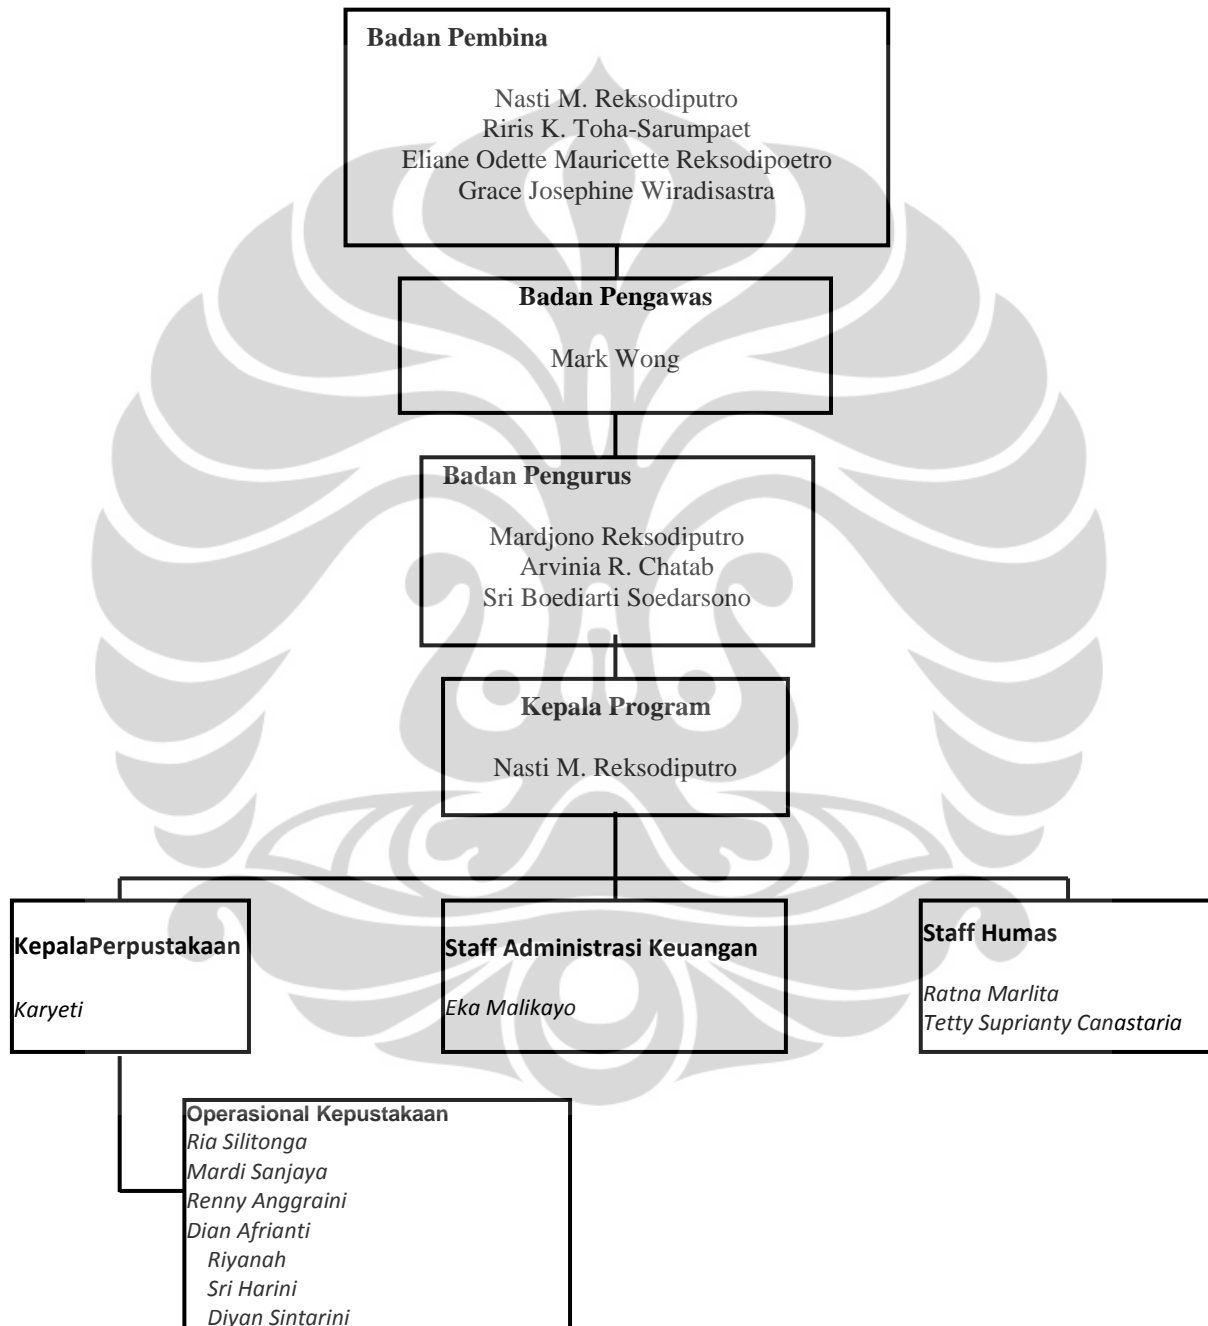 Badan Pembina
Nasti M. Reksodiputro
Riris K. Toha-Sarumpaet
Eliane Odette Mauricette Reksodipoetro
Grace Josephine Wiradisastra
Badan Pengawas
Mark Wong
Badan Pengurus
Mardjono Reksodiputro
Arvinia R. Chatab
Sri Boediarti Soedarsono
Kepala Program
Nasti M. Reksodiputro
KepalaPerpustakaan
Karyeti
Staff Administrasi Keuangan
Eka Malikayo
Staff Humas
Ratna Marlita
Tetty Suprianty Canastaria
Operasional Kepustakaan
Ria Silitonga
Mardi Sanjaya
Renny Anggraini
Dian Afrianti
Riyanah
Sri Harini
Diyan Sintarini